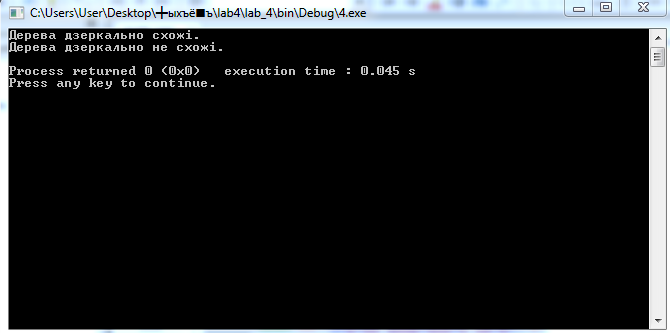 C:\Users\User\Desktop\╋ыхъё■ъ\lab4\lab_4\bin\Debug\4.exe
Дерева дзеркально схожі.
Дерева дзеркально не схожі.
Process returned 0 (0x0)   execution time : 0.045 s
Press any key to continue.